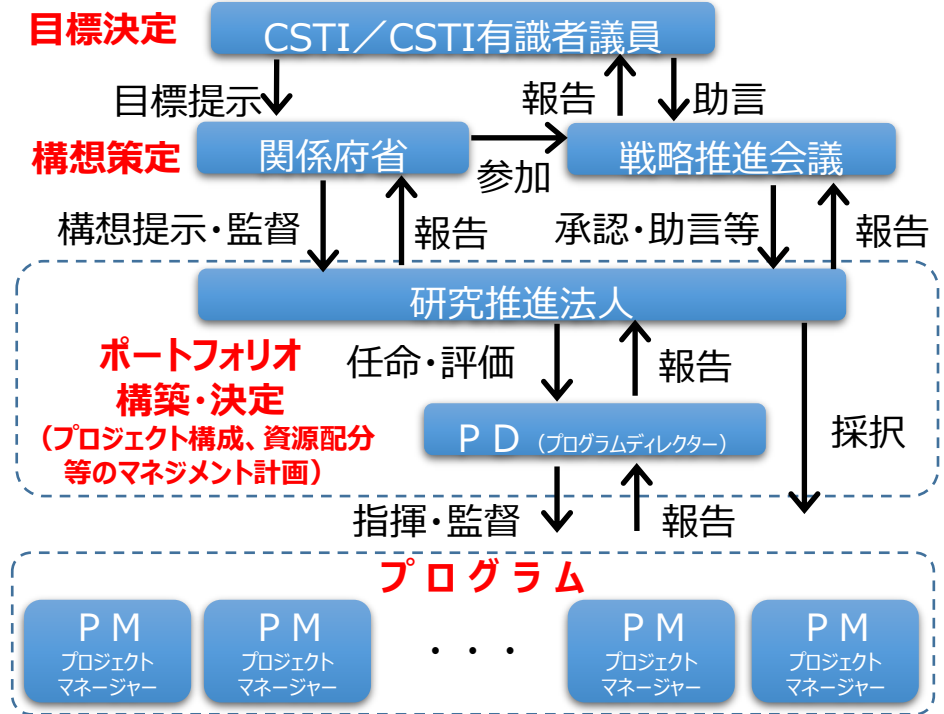 目標決定
CSTI／CSTI有識者議員
目標提示
報告
助言
構想策定
関係府省
参加
戦略推進会議
構想提示・監督
報告
承認・助言等
報告
研究推進法人
ポートフォリオ
構築・決定
（プロジェクト構成、資源配分
等のマネジメント計画）
任命・評価
報告
採択
ＰＤ（プログラムディレクター）
指揮・監督
報告
プログラム
ＰＭ
プロジェクト
マネージャー
ＰＭ
プロジェクト
マネージャー
・・・
ＰＭ
プロジェクト
マネージャー
ＰＭ
プロジェクト
マネージャー